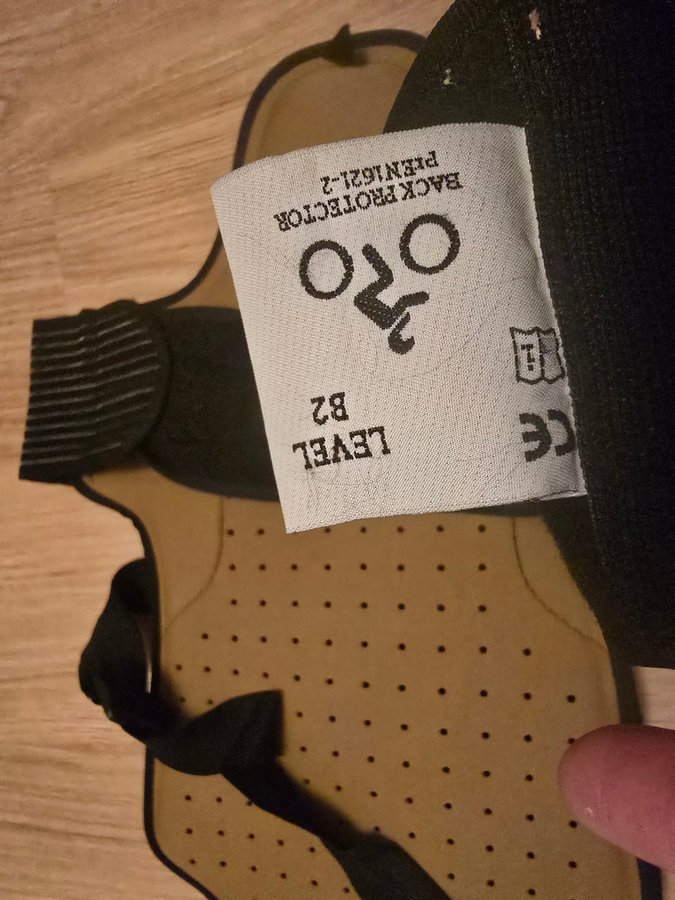 CE
LEVEL
B2
i
BACK PROTECTOR
PrEN1621-2